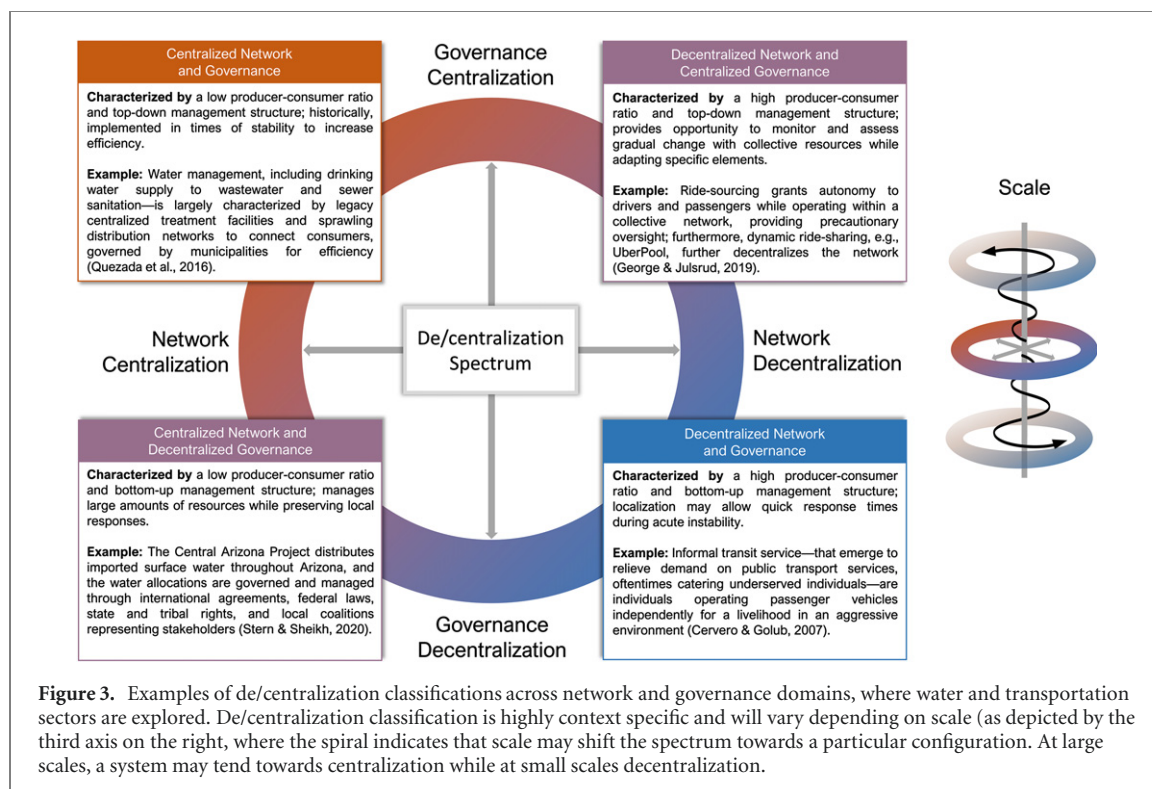 Centralized Network
and Governance
Characterized by a low producer-consumer ratio
and top-down management structure; historically,
implemented in times of stability to increase
efficiency.
Example: Water management, including drinking
water supply to wastewater and sewer
sanitation—is largely characterized by legacy
centralized treatment facilities and sprawling
distribution networks to connect consumers,
governed by municipalities for efficiency
(Quezada et al., 2016).
Governance
Centralization
Decentralized Network and
Centralized Governance
Characterized by a high producer-consumer
ratio and top-down management structure;
provides opportunity to monitor and assess
gradual change with collective resources while
adapting specific elements.
Example: Ride-sourcing grants autonomy to
drivers and passengers while operating within a
collective network, providing precautionary
oversight; furthermore, dynamic ride-sharing, e.g.,
UberPool, further decentralizes the network
(George & Julsrud, 2019).
Scale
Network
Centralization
De/centralization
Spectrum
Network
Decentralization
Centralized Network and
Decentralized Governance
Characterized by a low producer-consumer ratio
and bottom-up management structure; manages
large amounts of resources while preserving local
responses.
Example: The Central Arizona Project distributes
imported surface water throughout Arizona, and
the water allocations are governed and managed
through international agreements, federal laws,
state and tribal rights, and local coalitions
representing stakeholders (Stern & Sheikh, 2020).
Governance
Decentralization
Decentralized Network
and Governance
Characterized by a high producer-consumer
ratio and bottom-up management structure;
localization may allow quick response times
during acute instability.
Example: Informal transit service—that emerge to
relieve demand on public transport services,
oftentimes catering underserved individuals—are
individuals operating passenger vehicles
independently for a livelihood in an aggressive
environment (Cervero & Golub, 2007).
Figure 3. Examples of de/centralization classifications across network and governance domains, where water and transportation
sectors are explored. De/centralization classification is highly context specific and will vary depending on scale (as depicted by the
third axis on the right, where the spiral indicates that scale may shift the spectrum towards a particular configuration. At large
scales, a system may tend towards centralization while at small scales decentralization.